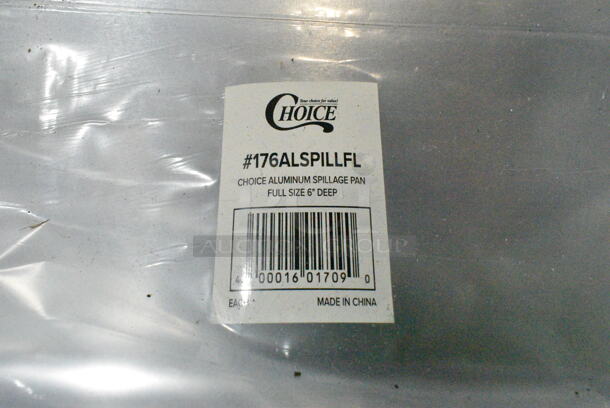 Your choice for value!
CHOICE
#176ALSPILLFL
CHOICE ALUMINUM SPILLAGE PAN
FULL SIZE 6" DEEP
00016 01709 0
MADE IN CHINA